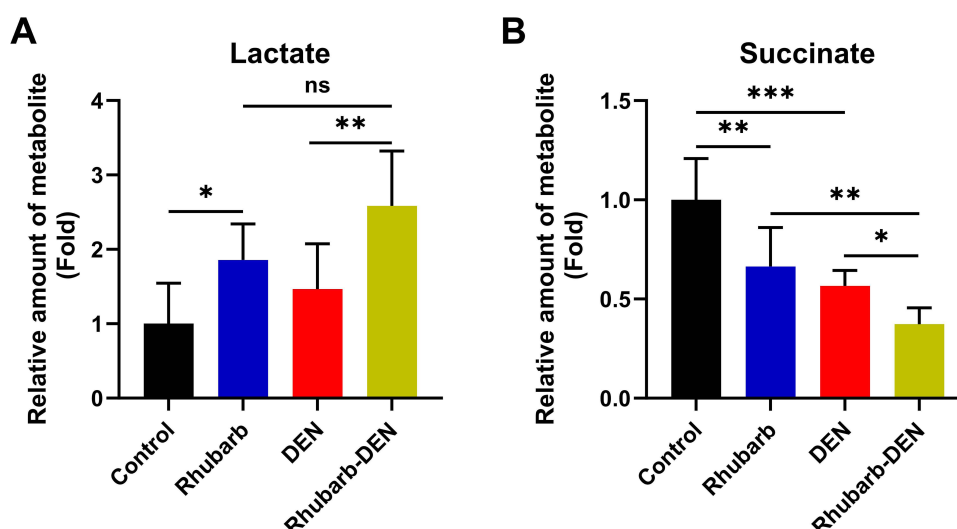 A
Lactate
Relative amount of metabolite
(Fold)
4
3
2
1
0
ns
**
*
Control
Rhubarb
DEN
Rhubarb-DEN
B
Succinate
Relative amount of metabolite
(Fold)
1.5
1.0
0.5
0.0
***
**
**
*
Control
Rhubarb
DEN
Rhubarb-DEN